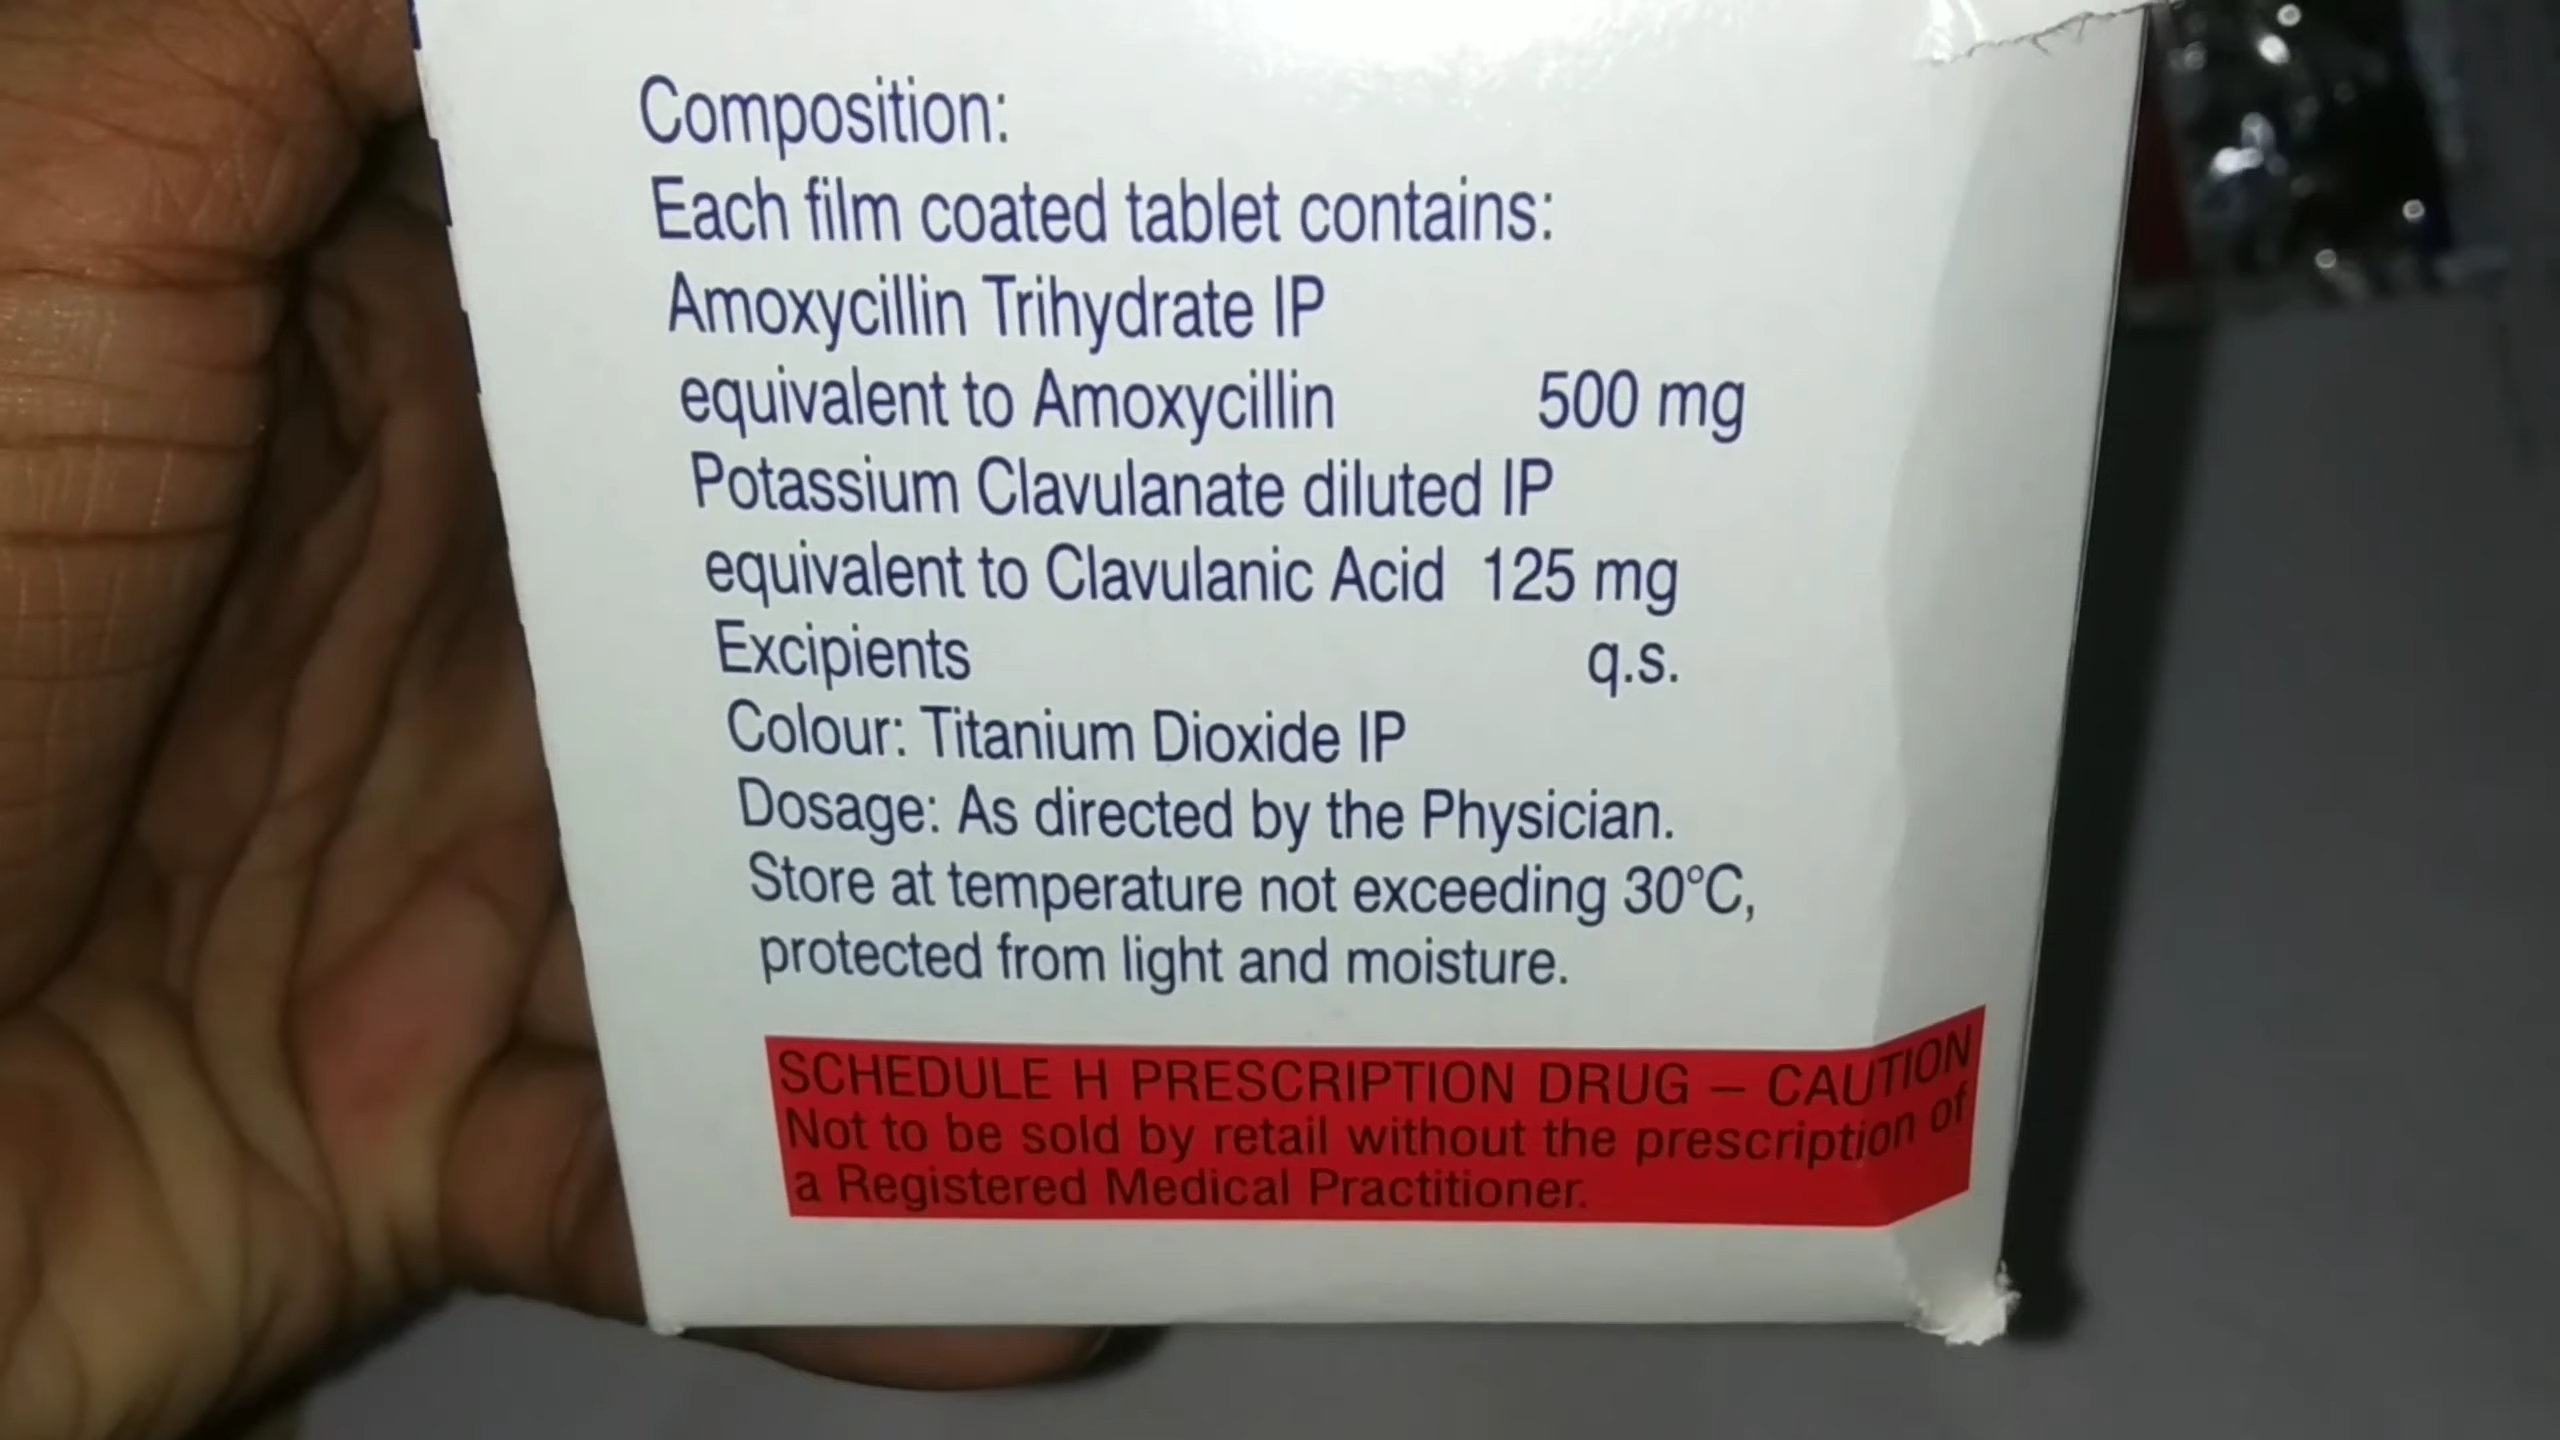 Composition:
Each film coated tablet contains:
Amoxycillin Trihydrate IP
equivalent to Amoxycillin 500 mg
Potassium Clavulanate diluted IP
equivalent to Clavulanic Acid 125 mg
Excipients q.s.
Colour: Titanium Dioxide IP
Dosage: As directed by the Physician.
Store at temperature not exceeding 30°C,
protected from light and moisture.
SCHEDULE H PRESCRIPTION DRUG – CAUTION
Not to be sold by retail without the prescription of
a Registered Medical Practitioner.